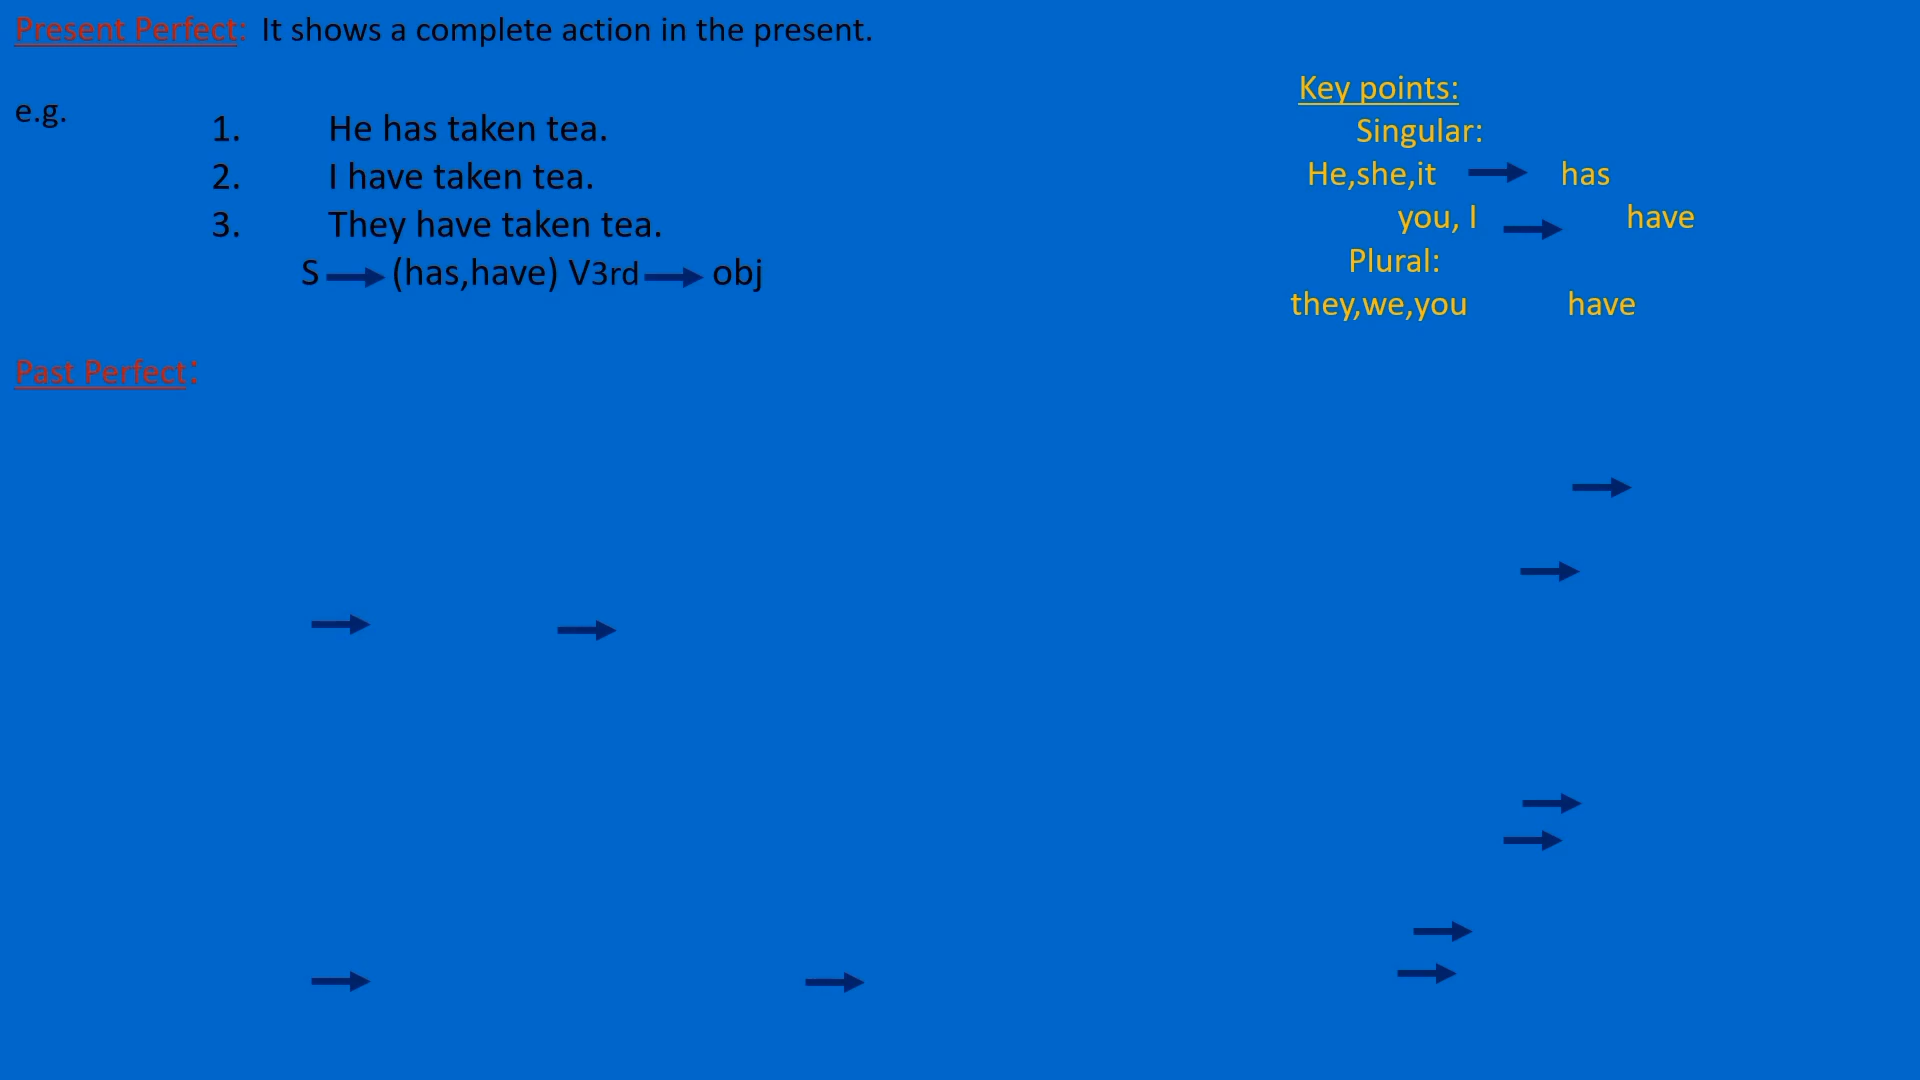 Present Perfect: It shows a complete action in the present.
e.g.
1. He has taken tea.
2. I have taken tea.
3. They have taken tea.
S (has,have) V3rd obj
Key points:
Singular:
He,she,it has
you, I have
Plural:
they,we,you have
Past Perfect: